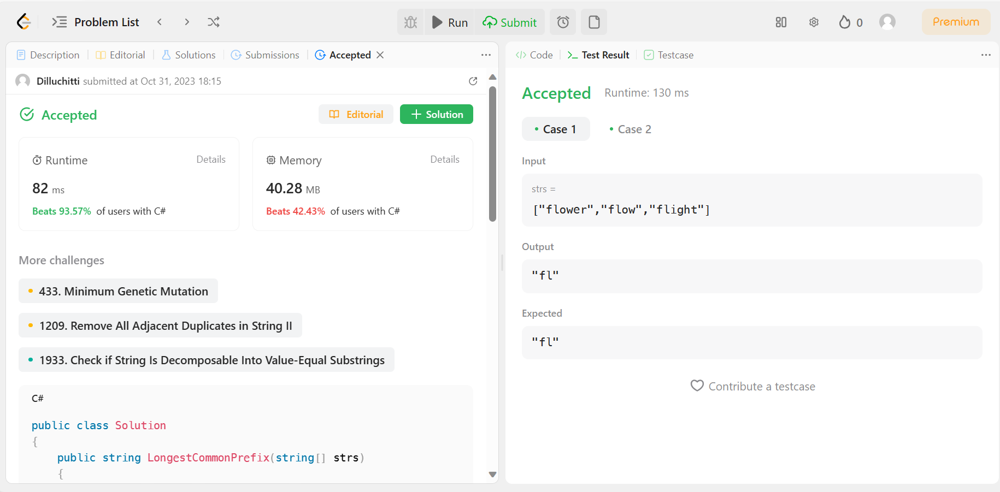 Problem List
Run
Submit
0
Premium
Description
Editorial
Solutions
Submissions
Accepted
Dilluchitti submitted at Oct 31, 2023 18:15
Accepted
Editorial
Solution
Runtime
Details
82 ms
Beats 93.57% of users with C#
Memory
Details
40.28 MB
Beats 42.43% of users with C#
More challenges
433. Minimum Genetic Mutation
1209. Remove All Adjacent Duplicates in String II
1933. Check if String Is Decomposable Into Value-Equal Substrings
C#
public class Solution
{
public string LongestCommonPrefix(string[] strs)
{
Code
Test Result
Testcase
Accepted
Runtime: 130 ms
Case 1
Case 2
Input
strs =
["flower","flow","flight"]
Output
"fl"
Expected
"fl"
Contribute a testcase